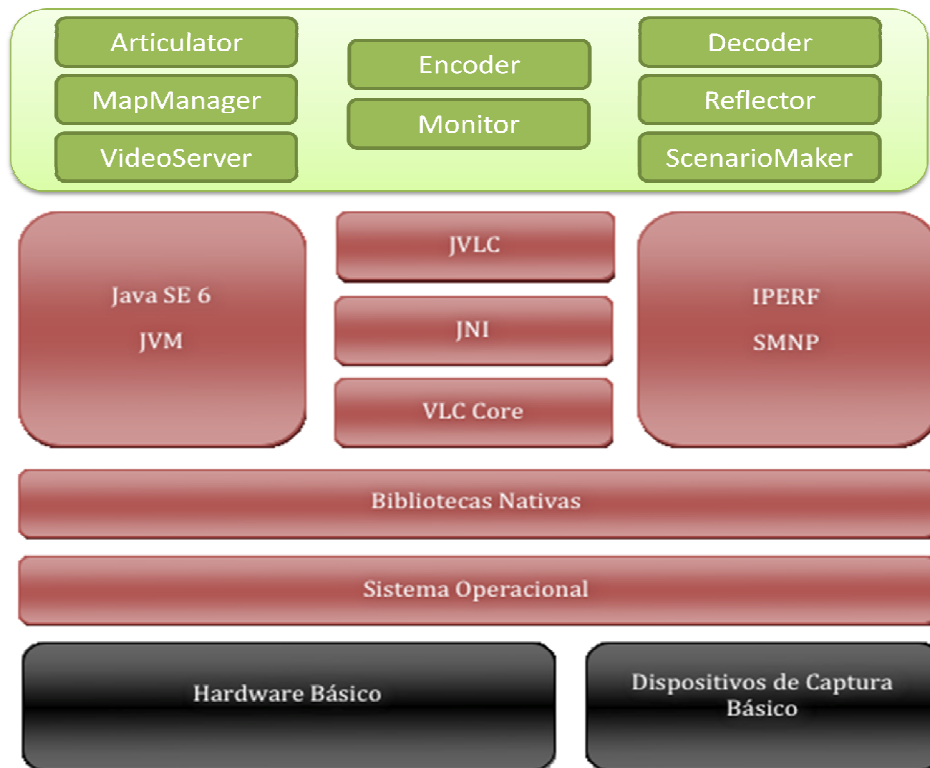 Articulator
MapManager
VideoServer
Encoder
Monitor
Decoder
Reflector
ScenarioMaker
Java SE 6
JVM
JVLC
JNI
VLC Core
IPERF
SMNP
Bibliotecas Nativas
Sistema Operacional
Hardware Básico
Dispositivos de Captura
Básico